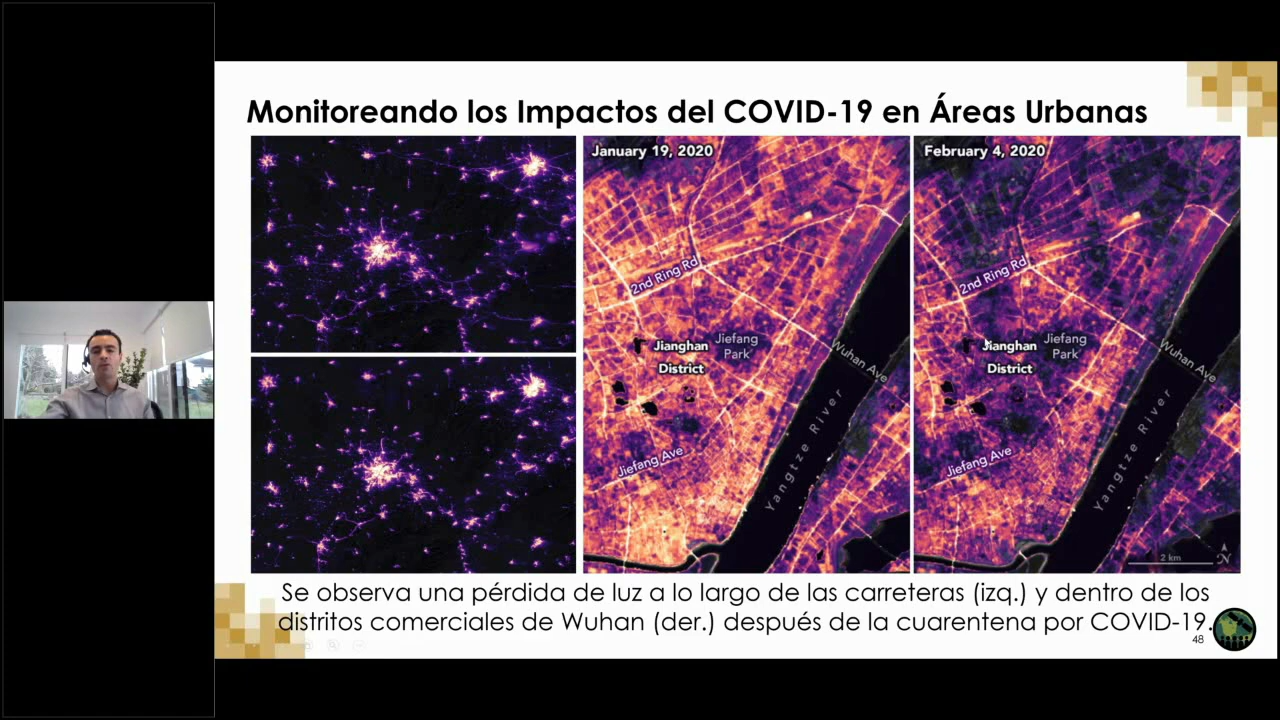 Monitoreando los Impactos del COVID-19 en Áreas Urbanas
January 19, 2020
2nd Ring Rd
Jianghan
District
Jiefang
Park
Wuhan Ave
Yangtze River
Jiefang Ave
February 4, 2020
2nd Ring Rd
Jianghan
District
Jiefang
Park
Wuhan Ave
Yangtze River
Jiefang Ave
2 km
N
Se observa una pérdida de luz a lo largo de las carreteras (izq.) y dentro de los
distritos comerciales de Wuhan (der.) después de la cuarentena por COVID-19.
48